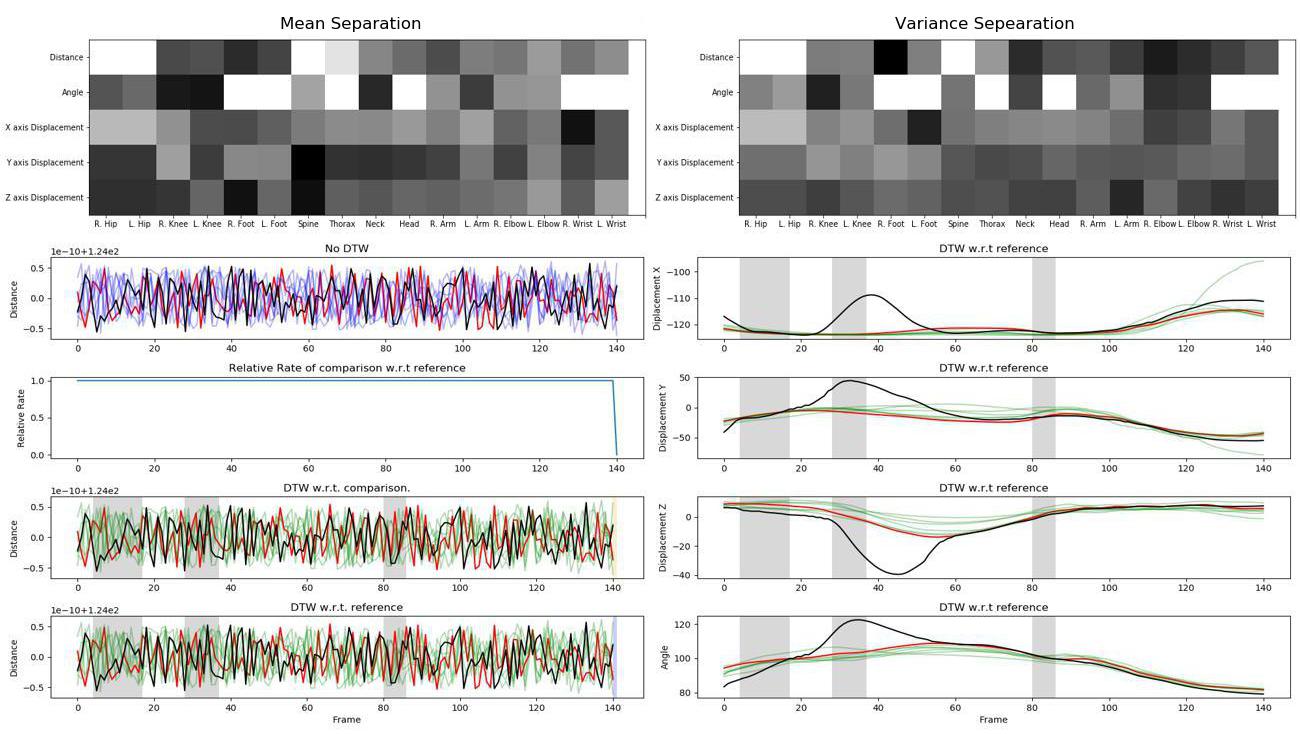 Mean Separation
Distance
Angle
X axis Displacement
Y axis Displacement
Z axis Displacement
R. Hip L. Hip R. Knee L. Knee R. Foot L. Foot Spine Thorax Neck Head R. Arm L. Arm R. Elbow L. Elbow R. Wrist L. Wrist
Variance Sepearation
Distance
Angle
X axis Displacement
Y axis Displacement
Z axis Displacement
R. Hip L. Hip R. Knee L. Knee R. Foot L. Foot Spine Thorax Neck Head R. Arm L. Arm R. Elbow L. Elbow R. Wrist L. Wrist
No DTW
1e−10+1.24e2
Distance
0.5
0.0
−0.5
0 20 40 60 80 100 120 140
Relative Rate of comparison w.r.t reference
Relative Rate
1.0
0.5
0.0
0 20 40 60 80 100 120 140
DTW w.r.t. comparison.
1e−10+1.24e2
Distance
0.5
0.0
−0.5
0 20 40 60 80 100 120 140
DTW w.r.t. reference
1e−10+1.24e2
Distance
0.5
0.0
−0.5
0 20 40 60 80 100 120 140
Frame
DTW w.r.t reference
Diplacement X
−100
−110
−120
0 20 40 60 80 100 120 140
DTW w.r.t reference
Displacement Y
50
0
−50
0 20 40 60 80 100 120 140
DTW w.r.t reference
Displacement Z
0
−20
−40
0 20 40 60 80 100 120 140
DTW w.r.t reference
Angle
120
100
80
0 20 40 60 80 100 120 140
Frame